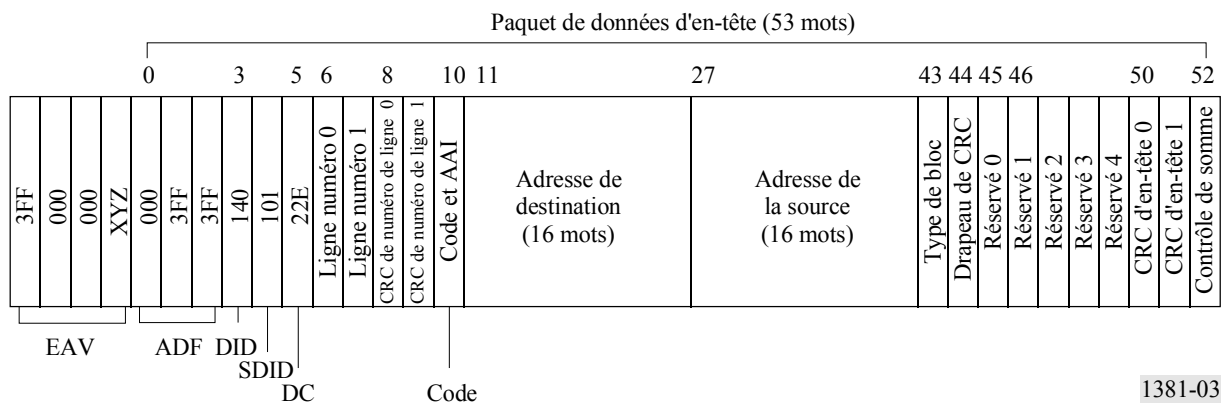 Paquet de données d'en-tête (53 mots)
0 3 5 6 8 10 11 27 43 44 45 46 50 52
3FF
000
000
XYZ
000
3FF
3FF
140
101
22E
Ligne numéro 0
Ligne numéro 1
CRC de numéro de ligne 0
CRC de numéro de ligne 1
Code et AAI
Adresse de
destination
(16 mots)
Adresse de
la source
(16 mots)
Type de bloc
Drapeau de CRC
Réservé 0
Réservé 1
Réservé 2
Réservé 3
Réservé 4
CRC d'en-tête 0
CRC d'en-tête 1
Contrôle de somme
EAV
ADF
DID
SDID
DC
Code
1381-03